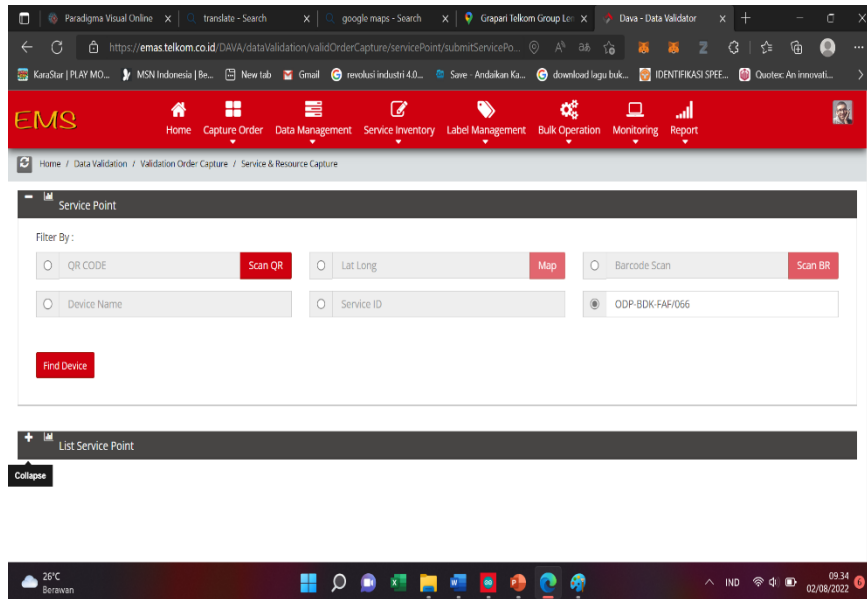 Paradigma Visual Online
translate - Search
google maps - Search
Grapari Telkom Group Len
Dava - Data Validator
https://emas.telkom.co.id/DAVA/dataValidation/validOrderCapture/servicePoint/submitServicePo...
KaraStar | PLAY MO...
MSN Indonesia | Be...
New tab
Gmail
revolusi industri 4.0...
Save - Andaikan Ka...
download lagu buk...
IDENTIFIKASI SPEE...
Quotex: An innovati...
EMS
Home
Capture Order
Data Management
Service Inventory
Label Management
Bulk Operation
Monitoring
Report
Home / Data Validation / Validation Order Capture / Service & Resource Capture
Service Point
Filter By :
QR CODE
Scan QR
Lat Long
Map
Barcode Scan
Scan BR
Device Name
Service ID
ODP-BDK-FAF/066
Find Device
List Service Point
Collapse
26°C
Berawan
IND
09.34
02/08/2022
6